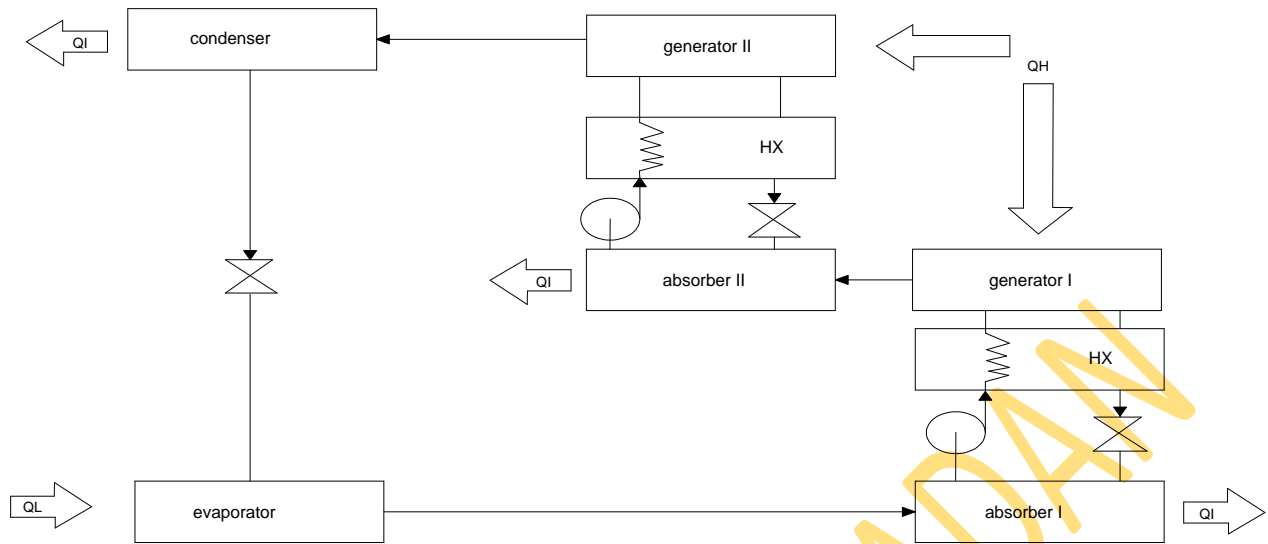 condenser
QI
generator II
QH
HX
absorber II
QI
generator I
HX
QL
evaporator
absorber I
QI